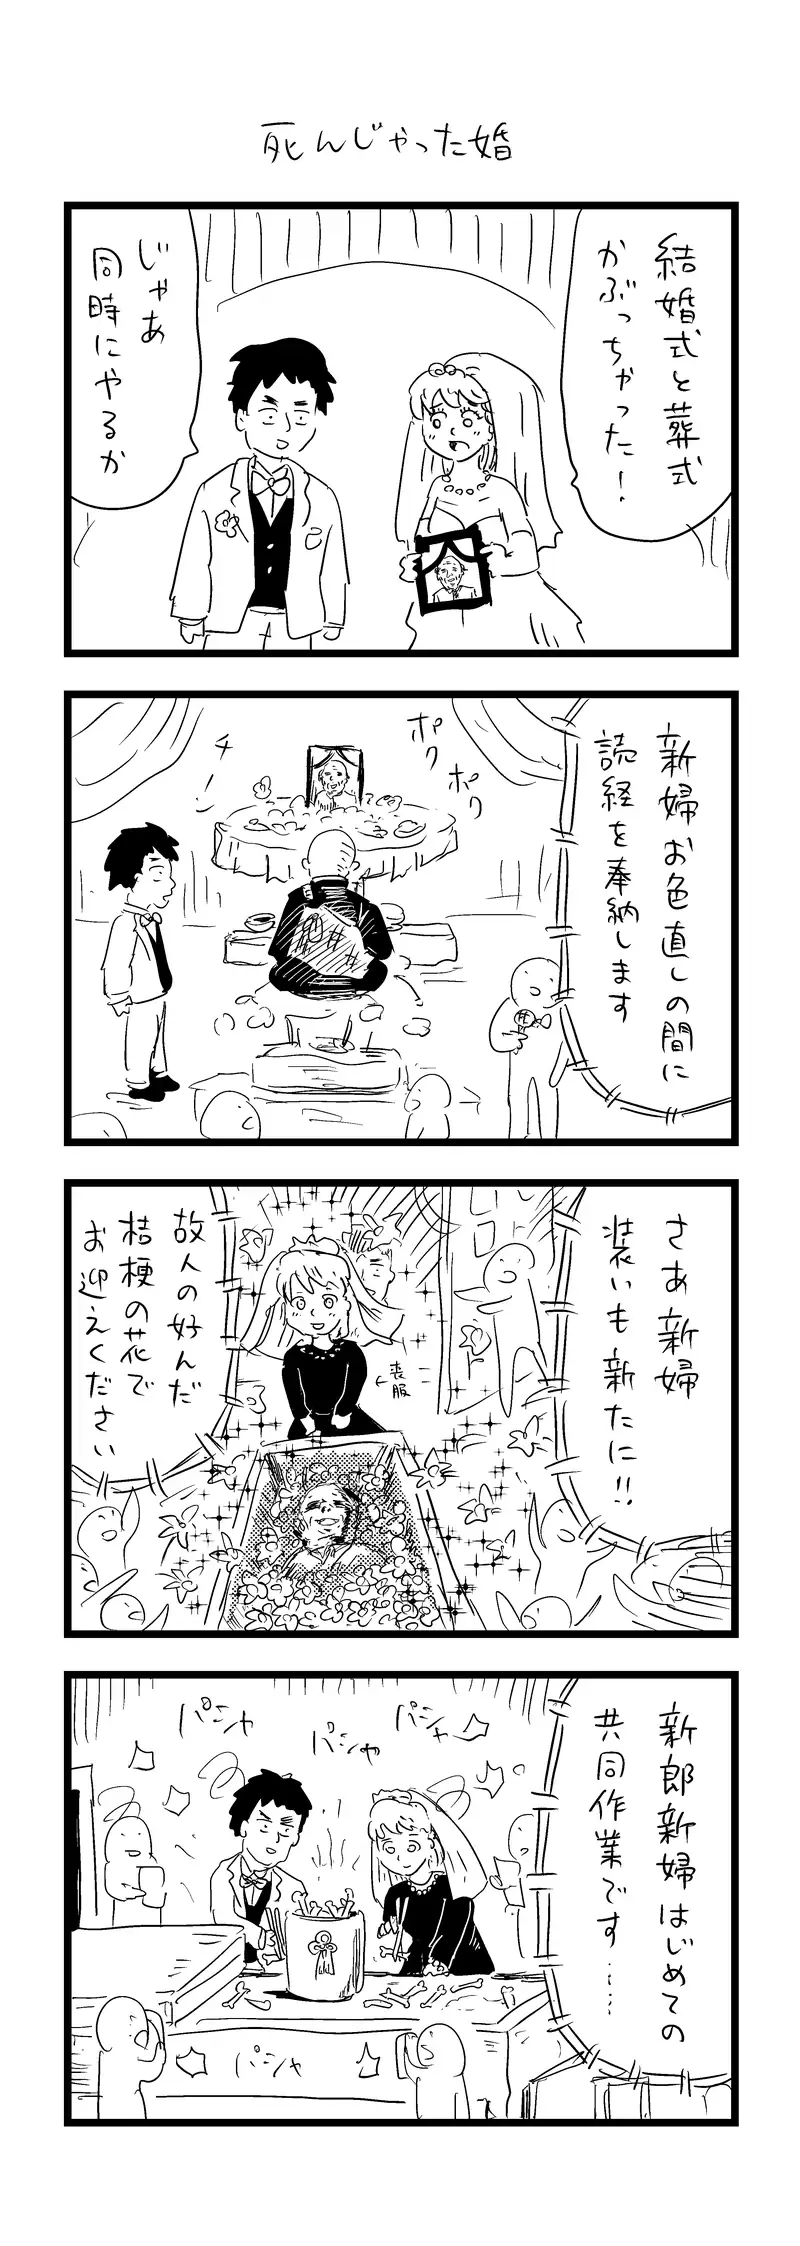 死んじゃった婚
結婚式と葬式
かぶっちゃった!
じゃあ
同時にやるか
新婦お色直しの間に
読経を奉納します
ポク
ポク
チーン
さあ新婦
装いも新たに!!
←喪服
故人の好んだ
桔梗の花で
お迎えください
新郎新婦はじめての
共同作業です……
パシャ
パシャ
パシャ
パシャ